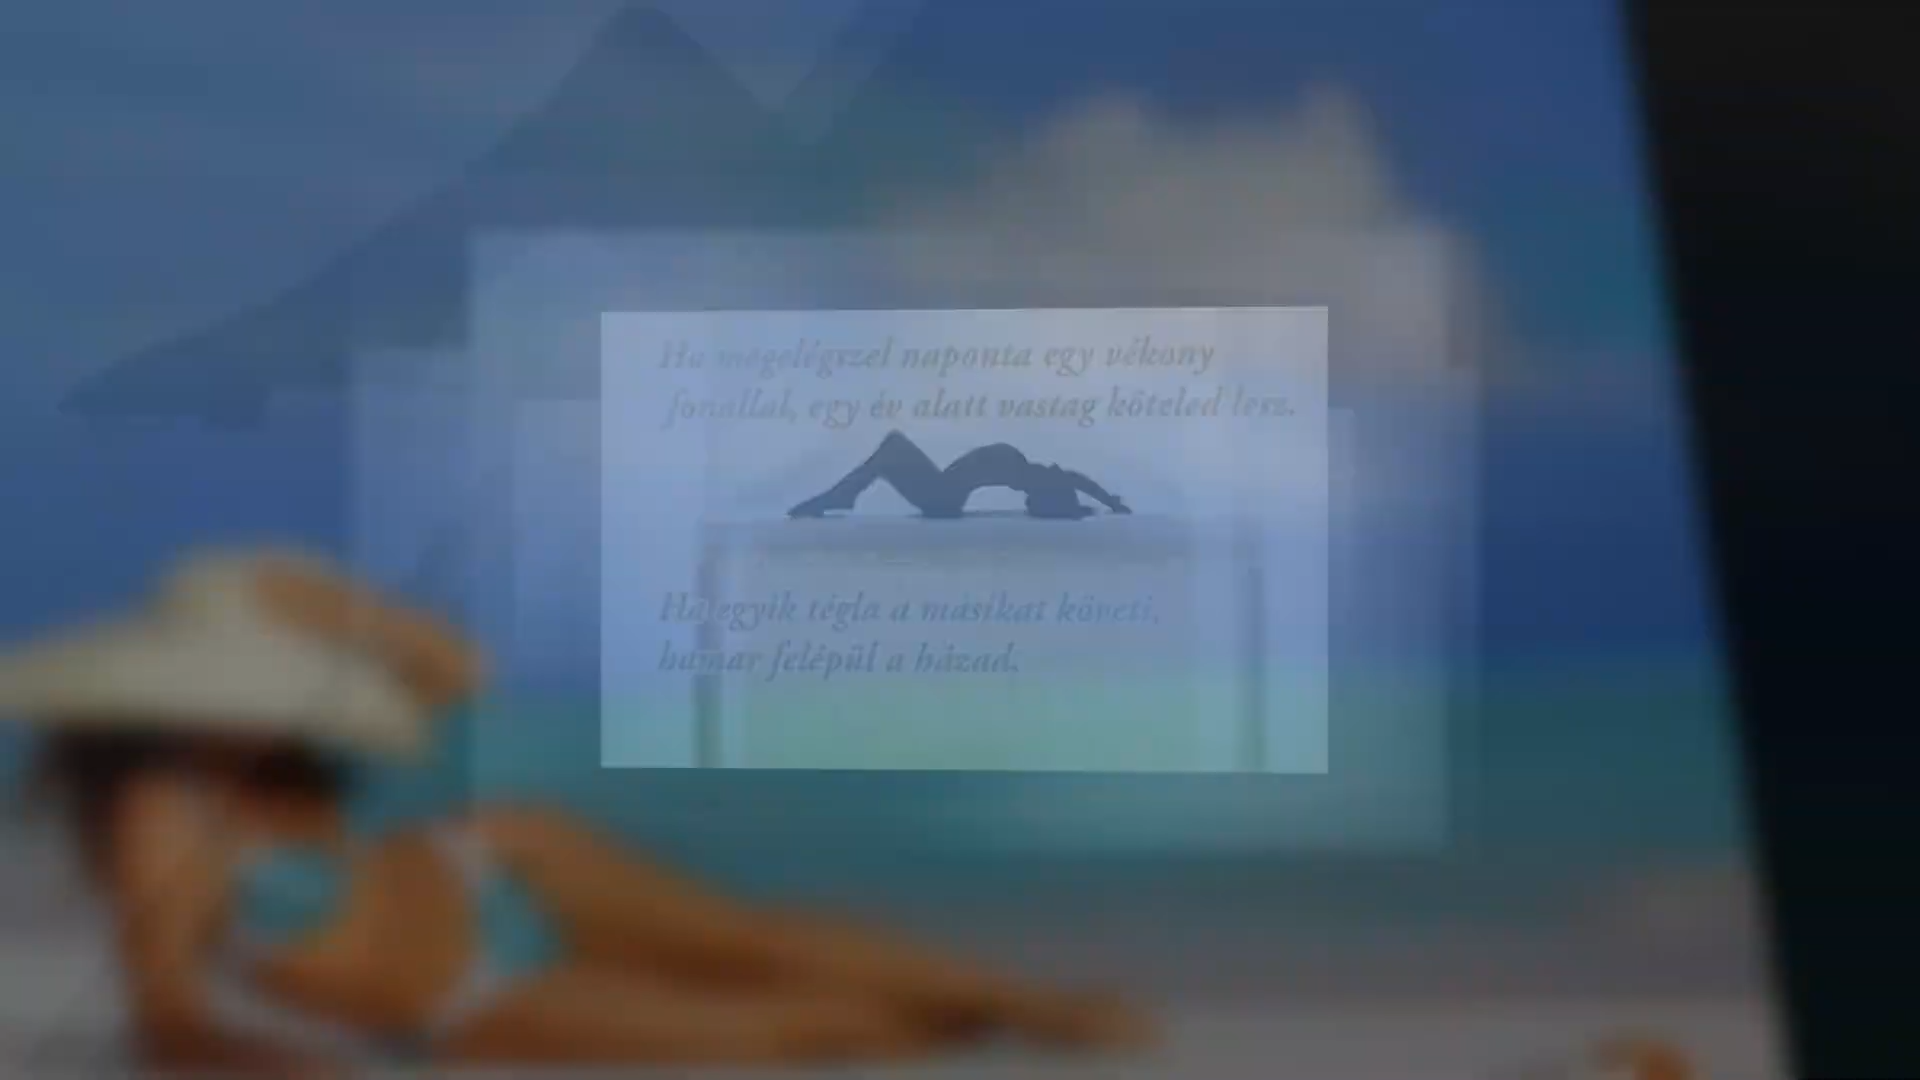 Ha megelégszel naponta egy vékony
fonallal, egy év alatt vastag köteled lesz.
Ha egyik tégla a másikat követi,
hamar felépül a házad.